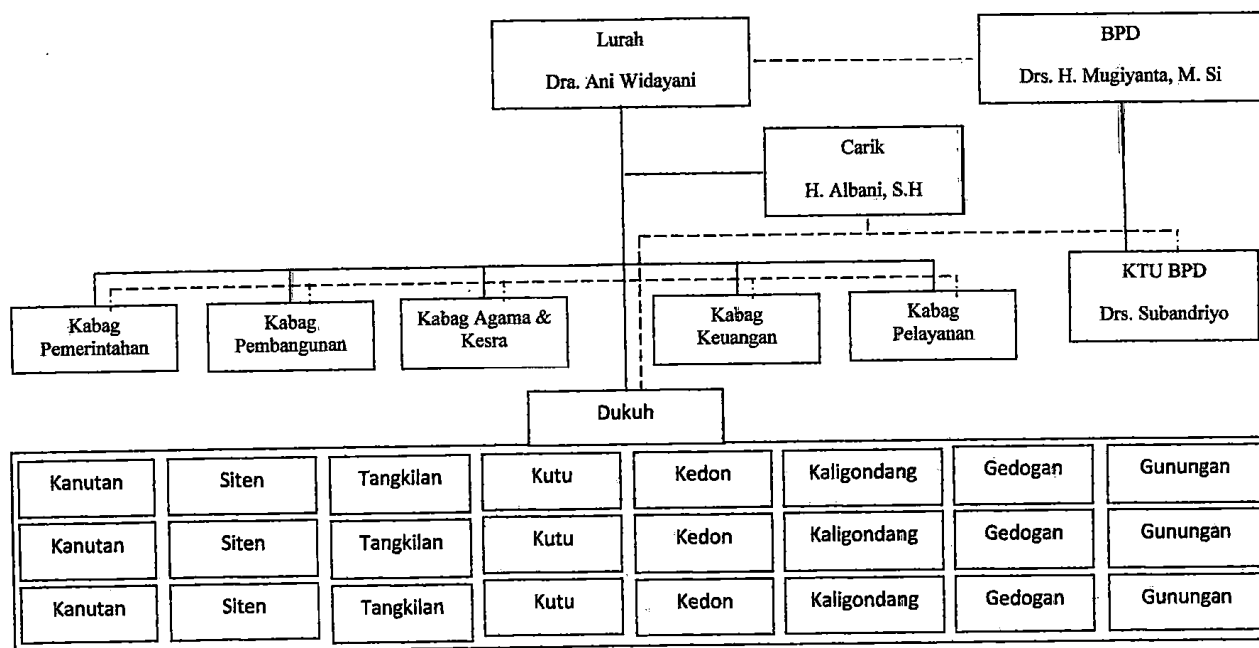 Lurah
Dra. Ani Widayani
BPD
Drs. H. Mugiyanta, M. Si
Carik
H. Albani, S.H
KTU BPD
Drs. Subandriyo
Kabag
Pemerintahan
Kabag
Pembangunan
Kabag Agama &
Kesra
Kabag
Keuangan
Kabag
Pelayanan
Dukuh
Kanutan
Siten
Tangkilan
Kutu
Kedon
Kaligondang
Gedogan
Gunungan
Kanutan
Siten
Tangkilan
Kutu
Kedon
Kaligondang
Gedogan
Gunungan
Kanutan
Siten
Tangkilan
Kutu
Kedon
Kaligondang
Gedogan
Gunungan